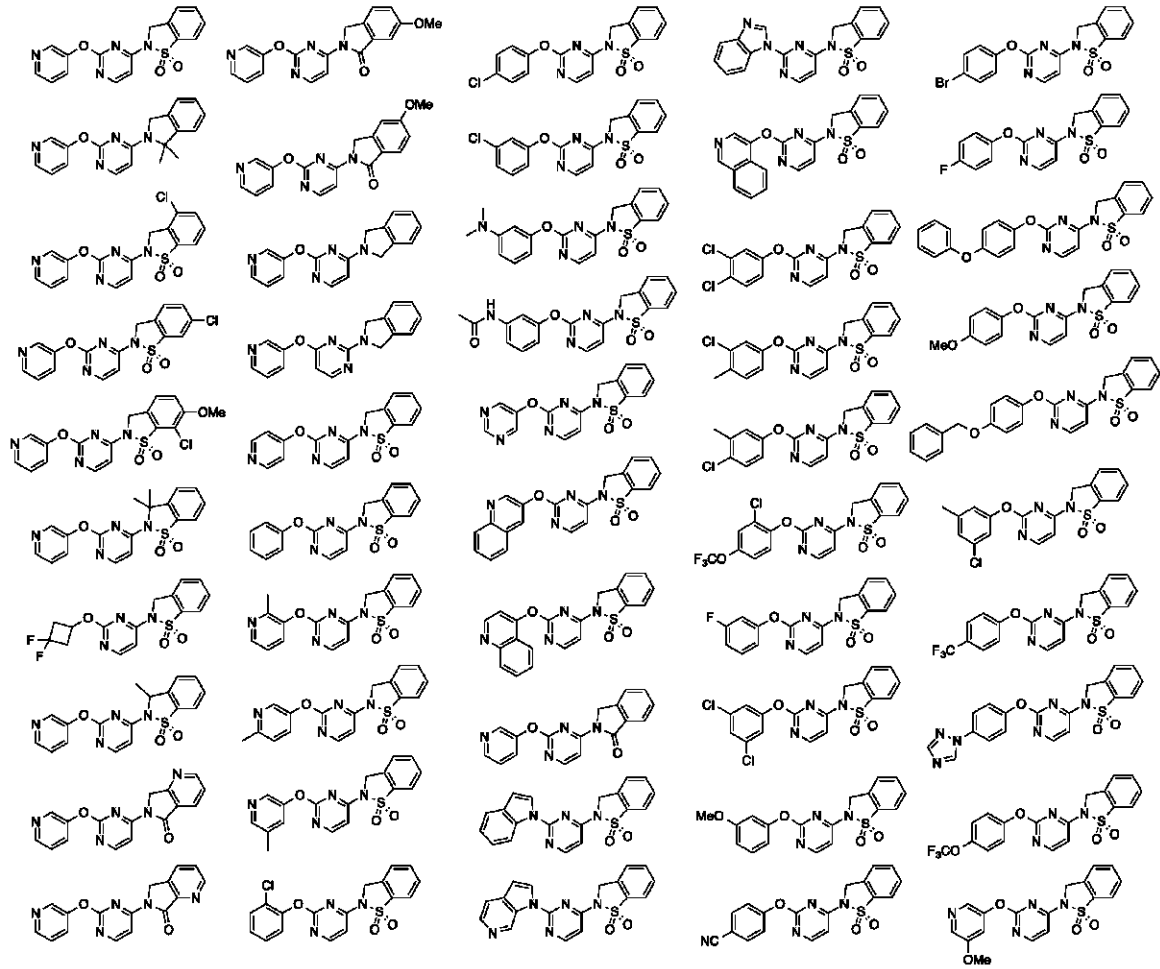 N O N N N S O O
N O N N N O OMe
Cl O N N N S O O
N N N N N S O O
Br O N N N S O O
N O N N N
N O N N N O OMe
Cl O N N N S O O
N O N N N S O O
F O N N N S O O
N O N N N S O O Cl
N O N N N
N O N N N S O O
Cl Cl O N N N S O O
O O N N N S O O
N O N N N S O O Cl
N O N N N
H N O O N N N S O O
Cl O N N N S O O
MeO O N N N S O O
N O N N N S O O OMe Cl
N O N N N S O O
N N O N N N S O O
Cl O N N N S O O
O O N N N S O O
N O N N N S O O
O N N N S O O
N O N N N S O O
Cl F₃CO O N N N S O O
Cl O N N N S O O
F F O N N N S O O
N O N N N S O O
N O N N N S O O
F O N N N S O O
F₃C O N N N S O O
N O N N N S O O
N O N N N S O O
N O N N N O
Cl Cl O N N N S O O
N N N O N N N S O O
N O N N N O N
N O N N N S O O
N N N N S O O
MeO O N N N S O O
F₃CO O N N N S O O
N O N N N O N
Cl O N N N S O O
N N N N N S O O
NC O N N N S O O
N OMe O N N N S O O